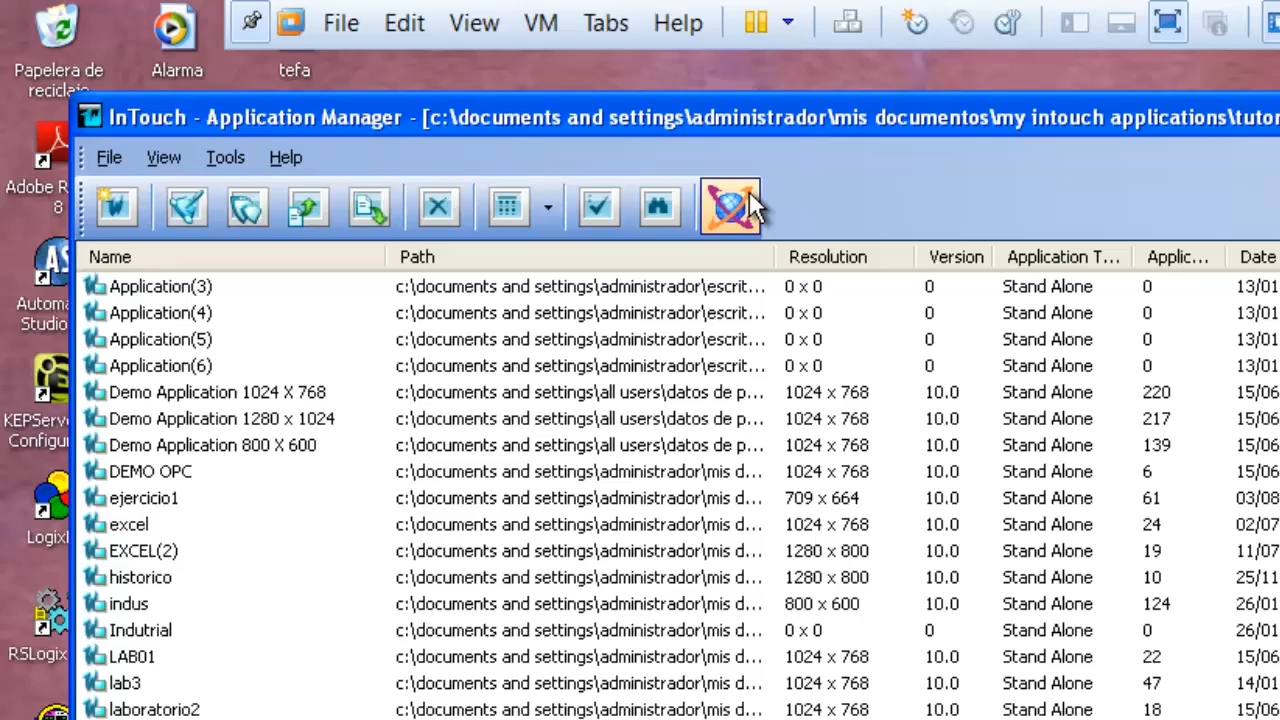 File Edit View VM Tabs Help
Papelera de reciclaje
Alarma
tefa
InTouch - Application Manager - [c:\documents and settings\administrador\mis documentos\my intouch applications\tutor
File View Tools Help
Adobe R
8
Automa
Studio
KEPServe
Configur
Logixl
RSLogix
Name Path Resolution Version Application T... Applic... Date
Application(3) c:\documents and settings\administrador\escrit... 0 x 0 0 Stand Alone 0 13/01
Application(4) c:\documents and settings\administrador\escrit... 0 x 0 0 Stand Alone 0 13/01
Application(5) c:\documents and settings\administrador\escrit... 0 x 0 0 Stand Alone 0 13/01
Application(6) c:\documents and settings\administrador\escrit... 0 x 0 0 Stand Alone 0 13/01
Demo Application 1024 X 768 c:\documents and settings\all users\datos de p... 1024 x 768 10.0 Stand Alone 220 15/06
Demo Application 1280 x 1024 c:\documents and settings\all users\datos de p... 1024 x 768 10.0 Stand Alone 217 15/06
Demo Application 800 X 600 c:\documents and settings\all users\datos de p... 1024 x 768 10.0 Stand Alone 139 15/06
DEMO OPC c:\documents and settings\administrador\mis d... 1024 x 768 10.0 Stand Alone 6 15/06
ejercicio1 c:\documents and settings\administrador\mis d... 709 x 664 10.0 Stand Alone 61 03/08
excel c:\documents and settings\administrador\mis d... 1024 x 768 10.0 Stand Alone 24 02/07
EXCEL(2) c:\documents and settings\administrador\mis d... 1280 x 800 10.0 Stand Alone 19 11/07
historico c:\documents and settings\administrador\mis d... 1280 x 800 10.0 Stand Alone 10 25/11
indus c:\documents and settings\administrador\mis d... 800 x 600 10.0 Stand Alone 124 26/01
Indutrial c:\documents and settings\administrador\mis d... 0 x 0 0 Stand Alone 0 26/01
LAB01 c:\documents and settings\administrador\mis d... 1024 x 768 10.0 Stand Alone 22 15/06
lab3 c:\documents and settings\administrador\mis d... 1024 x 768 10.0 Stand Alone 47 14/01
laboratorio2 c:\documents and settings\administrador\mis d... 1024 x 768 10.0 Stand Alone 18 15/06